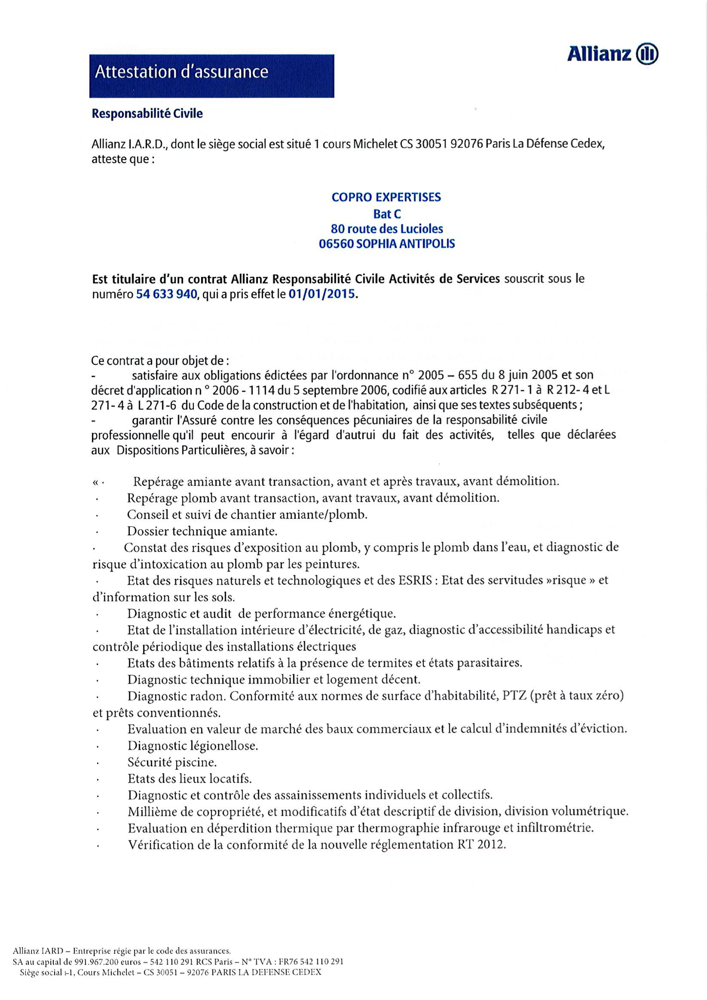 Allianz
Attestation d'assurance
Responsabilité Civile
Allianz I.A.R.D., dont le siège social est situé 1 cours Michelet CS 30051 92076 Paris La Défense Cedex,
atteste que :
COPRO EXPERTISES
Bat C
80 route des Lucioles
06560 SOPHIA ANTIPOLIS
Est titulaire d'un contrat Allianz Responsabilité Civile Activités de Services souscrit sous le
numéro 54 633 940, qui a pris effet le 01/01/2015.
Ce contrat a pour objet de :
- satisfaire aux obligations édictées par l'ordonnance n° 2005 – 655 du 8 juin 2005 et son
décret d'application n ° 2006 - 1114 du 5 septembre 2006, codifié aux articles R 271- 1 à R 212- 4 et L
271- 4 à L 271-6 du Code de la construction et de l'habitation, ainsi que ses textes subséquents ;
- garantir l'Assuré contre les conséquences pécuniaires de la responsabilité civile
professionnelle qu'il peut encourir à l'égard d'autrui du fait des activités, telles que déclarées
aux Dispositions Particulières, à savoir :
« · Repérage amiante avant transaction, avant et après travaux, avant démolition.
· Repérage plomb avant transaction, avant travaux, avant démolition.
· Conseil et suivi de chantier amiante/plomb.
· Dossier technique amiante.
· Constat des risques d'exposition au plomb, y compris le plomb dans l'eau, et diagnostic de
risque d'intoxication au plomb par les peintures.
· Etat des risques naturels et technologiques et des ESRIS : Etat des servitudes »risque » et
d'information sur les sols.
· Diagnostic et audit de performance énergétique.
· Etat de l'installation intérieure d'électricité, de gaz, diagnostic d'accessibilité handicaps et
contrôle périodique des installations électriques
· Etats des bâtiments relatifs à la présence de termites et états parasitaires.
· Diagnostic technique immobilier et logement décent.
· Diagnostic radon. Conformité aux normes de surface d'habitabilité, PTZ (prêt à taux zéro)
et prêts conventionnés.
· Evaluation en valeur de marché des baux commerciaux et le calcul d'indemnités d'éviction.
· Diagnostic légionellose.
· Sécurité piscine.
· Etats des lieux locatifs.
· Diagnostic et contrôle des assainissements individuels et collectifs.
· Millième de copropriété, et modificatifs d'état descriptif de division, division volumétrique.
· Evaluation en déperdition thermique par thermographie infrarouge et infiltrométrie.
· Vérification de la conformité de la nouvelle réglementation RT 2012.
Allianz IARD – Entreprise régie par le code des assurances.
SA au capital de 991.967.200 euros – 542 110 291 RCS Paris – N° TVA : FR76 542 110 291
Siège social :-1, Cours Michelet – CS 30051 – 92076 PARIS LA DEFENSE CEDEX